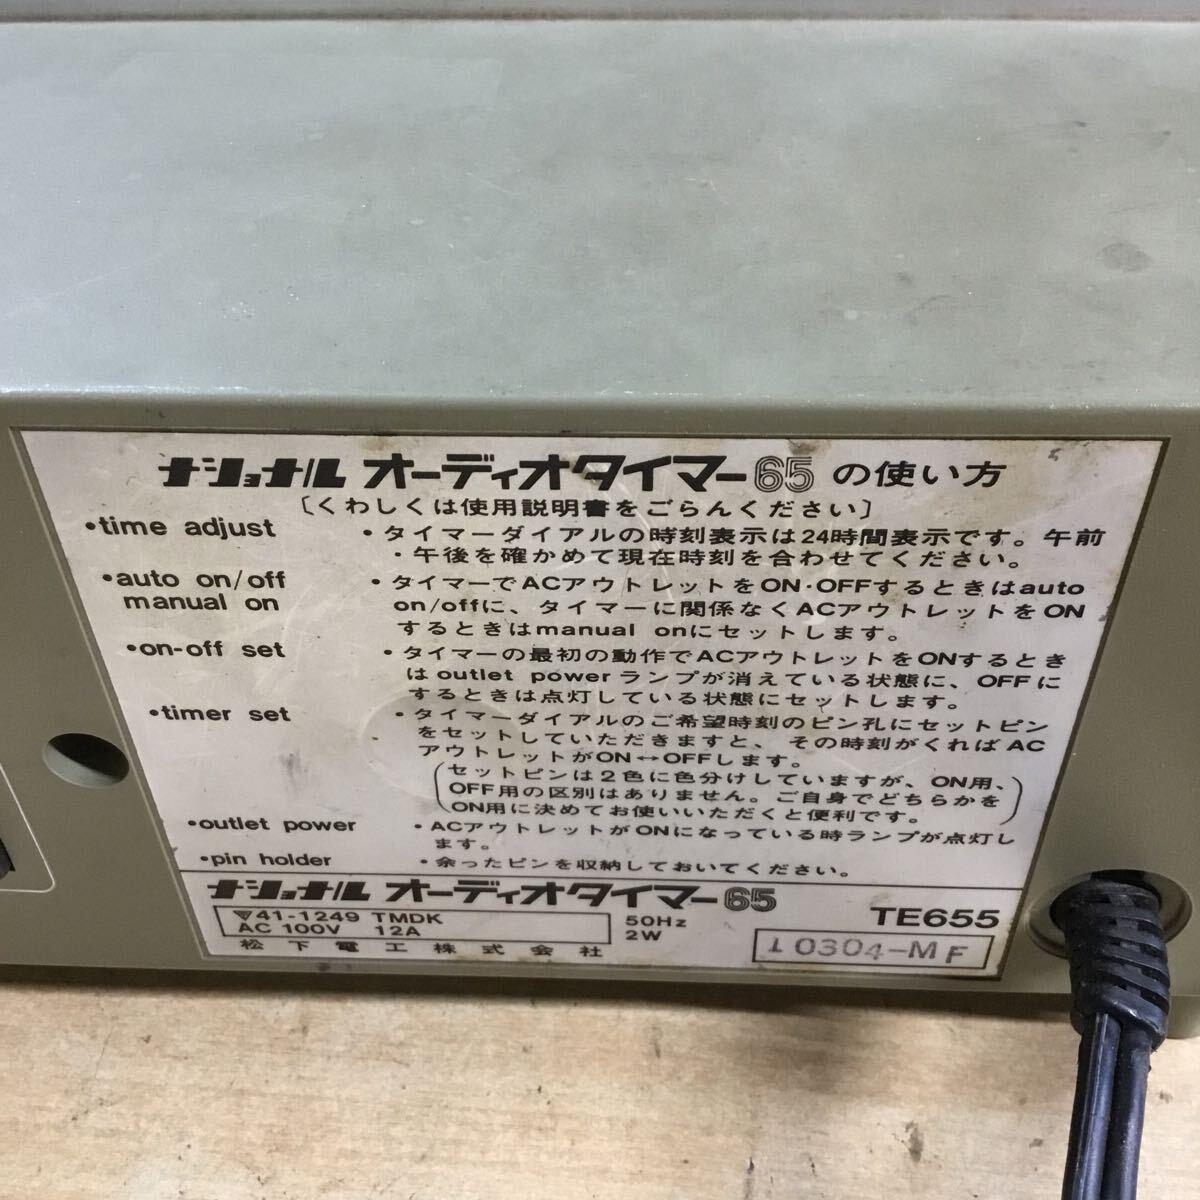 ナショナル オーディオタイマー65 の使い方
〔くわしくは使用説明書をごらんください〕
•time adjust ・タイマーダイアルの時刻表示は24時間表示です。午前
・午後を確かめて現在時刻を合わせてください。
•auto on/off ・タイマーでACアウトレットをON・OFFするときはauto
manual on on/offに、タイマーに関係なくACアウトレットをON
するときはmanual onにセットします。
•on-off set ・タイマーの最初の動作でACアウトレットをONするとき
はoutlet powerランプが消えている状態に、OFFに
するときは点灯している状態にセットします。
•timer set ・タイマーダイアルのご希望時刻のピン孔にセットピン
をセットしていただきますと、その時刻がくればAC
アウトレットがON↔OFFします。
(セットピンは2色に色分けしていますが、ON用、
OFF用の区別はありません。ご自身でどちらかを
ON用に決めてお使いいただくと便利です。)
•outlet power ・ACアウトレットがONになっている時ランプが点灯し
ます。
•pin holder ・余ったピンを収納しておいてください。
ナショナル オーディオタイマー65
▽41-1249 TMDK 50Hz TE655
AC 100V 12A 2W
松下電工株式会社 10304-MF